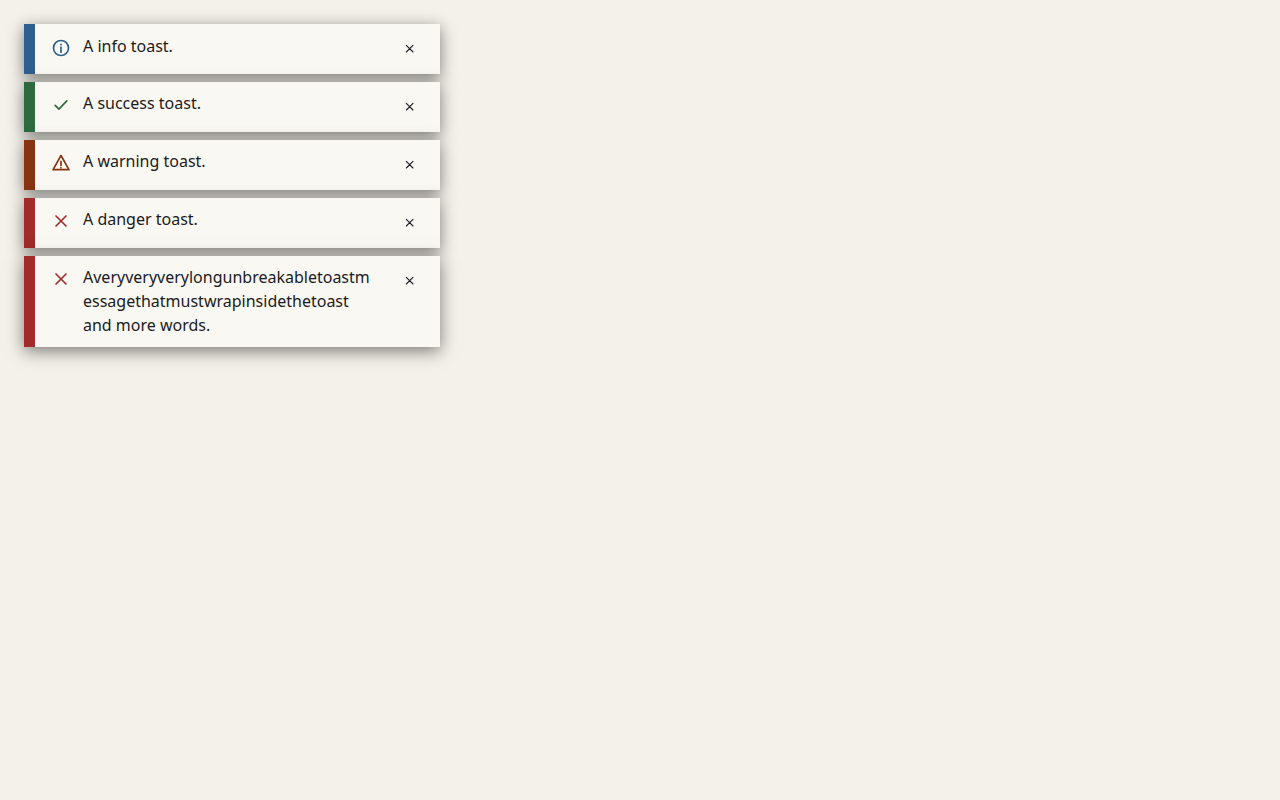 A info toast.
A success toast.
A warning toast.
A danger toast.
Averyveryverylongunbreakabletoastm
essagethatmustwrapinsidethetoast
and more words.